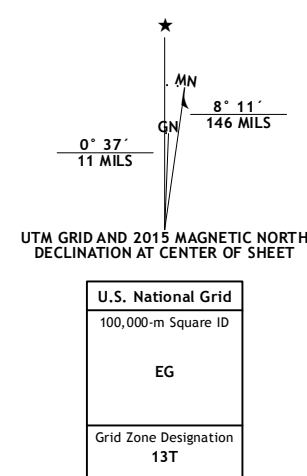 ★
MN
GN
8° 11´
146 MILS
0° 37´
11 MILS
UTM GRID AND 2015 MAGNETIC NORTH
DECLINATION AT CENTER OF SHEET
U.S. National Grid
100,000-m Square ID
EG
Grid Zone Designation
13T